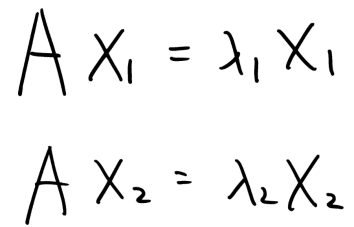 A X₁ = λ₁ X₁
A X₂ = λ₂ X₂